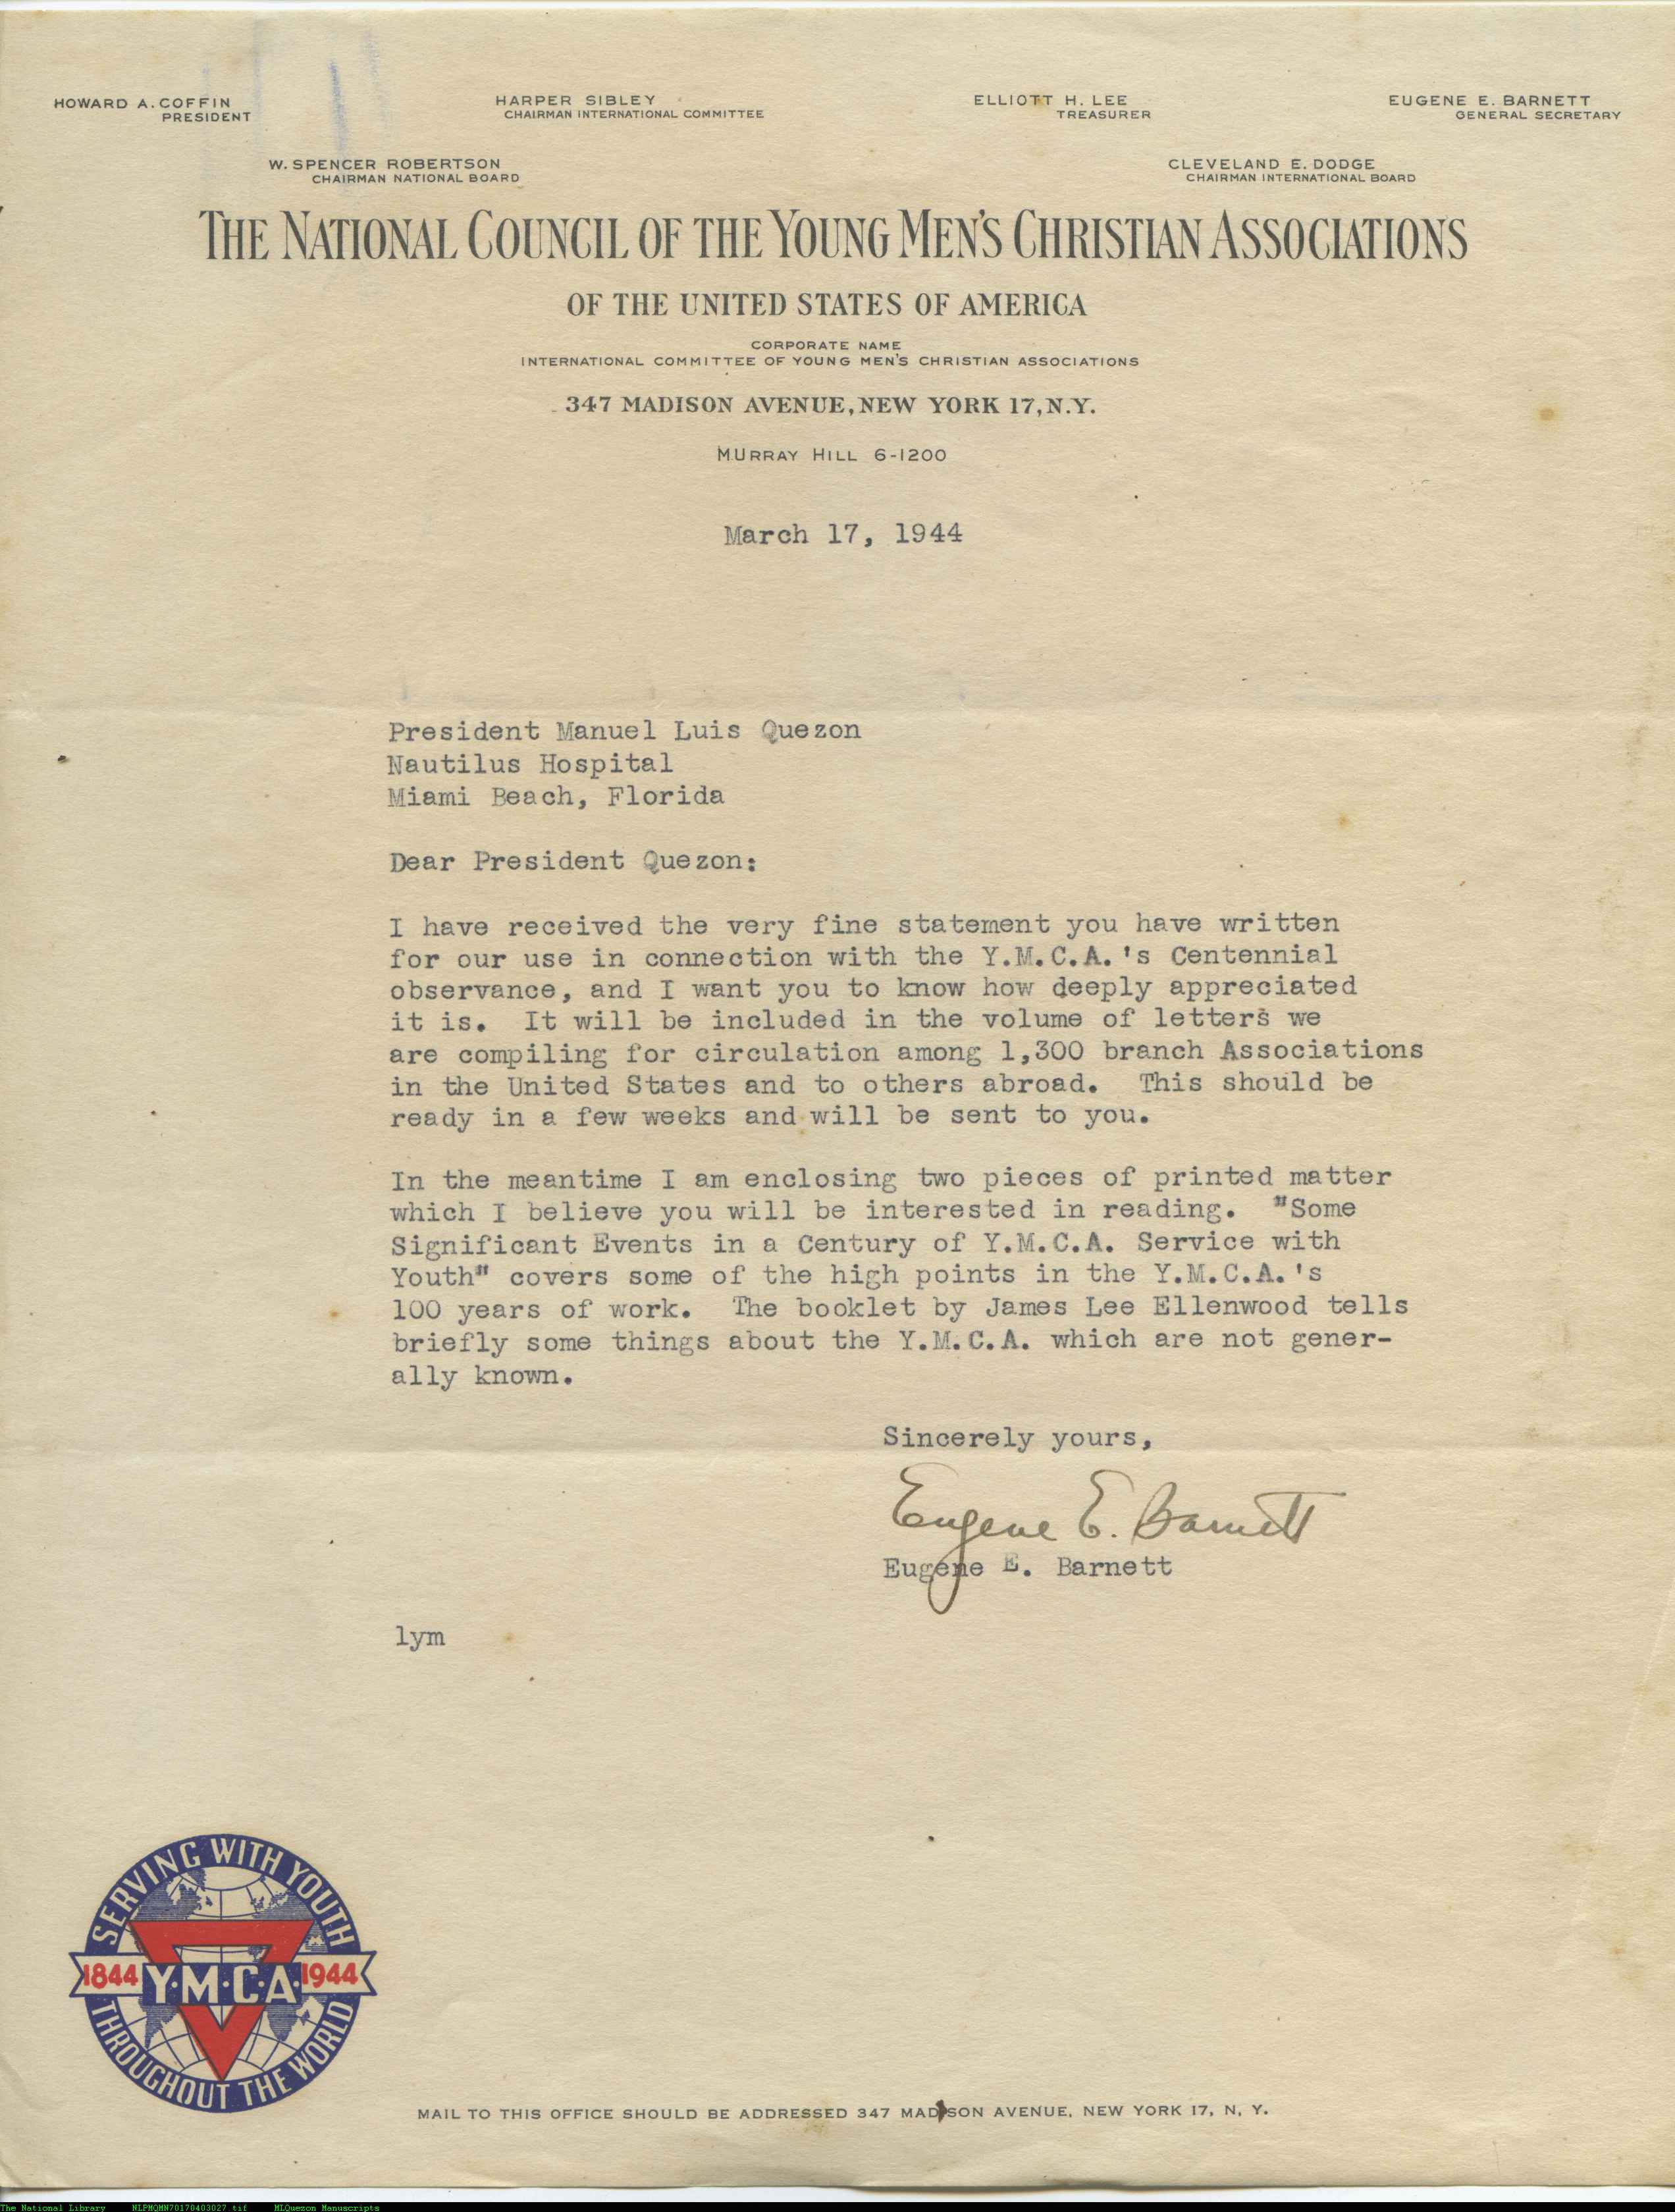 HOWARD A. COFFIN
PRESIDENT
HARPER SIBLEY
CHAIRMAN INTERNATIONAL COMMITTEE
ELLIOTT H. LEE
TREASURER
EUGENE E. BARNETT
GENERAL SECRETARY
W. SPENCER ROBERTSON
CHAIRMAN NATIONAL BOARD
CLEVELAND E. DODGE
CHAIRMAN INTERNATIONAL BOARD
THE NATIONAL COUNCIL OF THE YOUNG MEN'S CHRISTIAN ASSOCIATIONS
OF THE UNITED STATES OF AMERICA
CORPORATE NAME
INTERNATIONAL COMMITTEE OF YOUNG MEN'S CHRISTIAN ASSOCIATIONS
347 MADISON AVENUE, NEW YORK 17, N.Y.
MURRAY HILL 6-1200
March 17, 1944
President Manuel Luis Quezon
Nautilus Hospital
Miami Beach, Florida
Dear President Quezon:
I have received the very fine statement you have written
for our use in connection with the Y.M.C.A.'s Centennial
observance, and I want you to know how deeply appreciated
it is. It will be included in the volume of letters we
are compiling for circulation among 1,300 branch Associations
in the United States and to others abroad. This should be
ready in a few weeks and will be sent to you.
In the meantime I am enclosing two pieces of printed matter
which I believe you will be interested in reading. "Some
Significant Events in a Century of Y.M.C.A. Service with
Youth" covers some of the high points in the Y.M.C.A.'s
100 years of work. The booklet by James Lee Ellenwood tells
briefly some things about the Y.M.C.A. which are not gener-
ally known.
Sincerely yours,
Eugene E. Barnett
Eugene E. Barnett
lym
SERVING WITH YOUTH
1844 Y·M·C·A· 1944
THROUGHOUT THE WORLD
MAIL TO THIS OFFICE SHOULD BE ADDRESSED 347 MADISON AVENUE, NEW YORK 17, N. Y.
The National Library NLPMQMN70170403027.tif MLQuezon Manuscripts